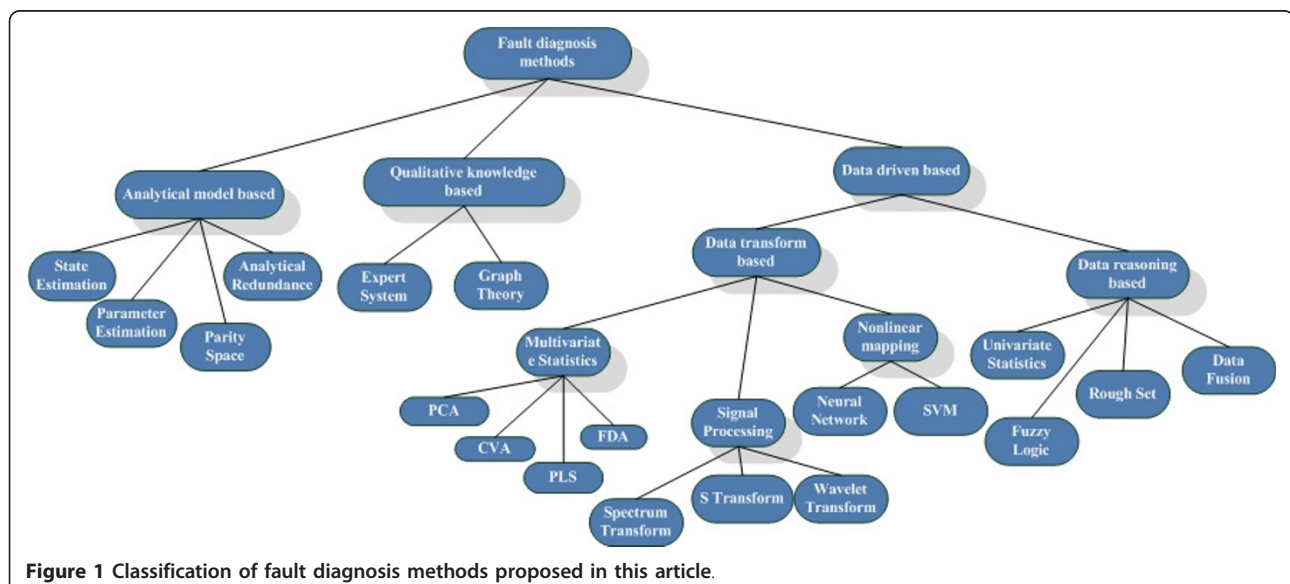 Fault diagnosis
methods
Analytical model based
Qualitative knowledge
based
Data driven based
State
Estimation
Parameter
Estimation
Parity
Space
Analytical
Redundance
Expert
System
Graph
Theory
Data transform
based
Data reasoning
based
Multivariat
e Statistics
Signal
Processing
Nonlinear
mapping
PCA
CVA
PLS
FDA
Spectrum
Transform
S Transform
Wavelet
Transform
Neural
Network
SVM
Univariate
Statistics
Fuzzy
Logic
Rough Set
Data
Fusion
Figure 1 Classification of fault diagnosis methods proposed in this article.